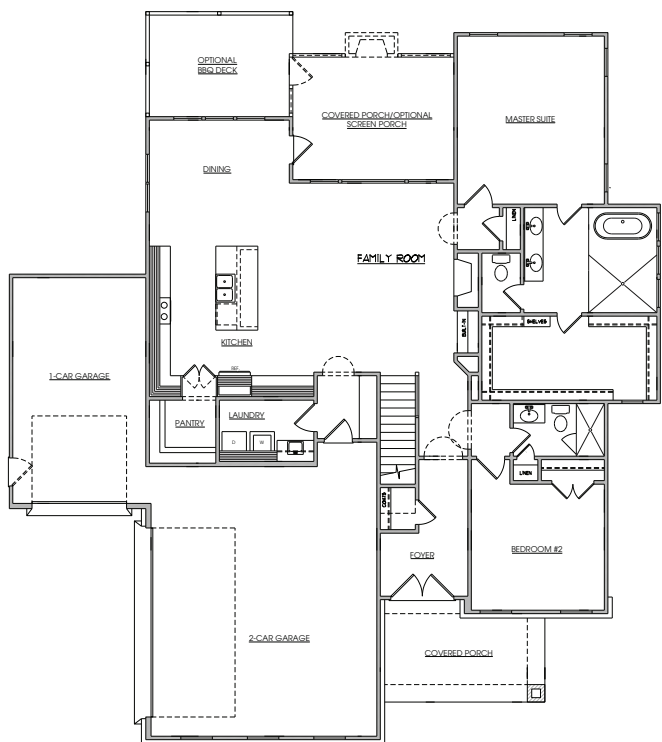 OPTIONAL
BBQ DECK
COVERED PORCH/OPTIONAL
SCREEN PORCH
MASTER SUITE
DINING
LINEN
FAMILY ROOM
BUILT-IN
SHELVES
KITCHEN
REF.
1-CAR GARAGE
PANTRY
LAUNDRY
D
W
LINEN
COATS
FOYER
BEDROOM #2
2-CAR GARAGE
COVERED PORCH